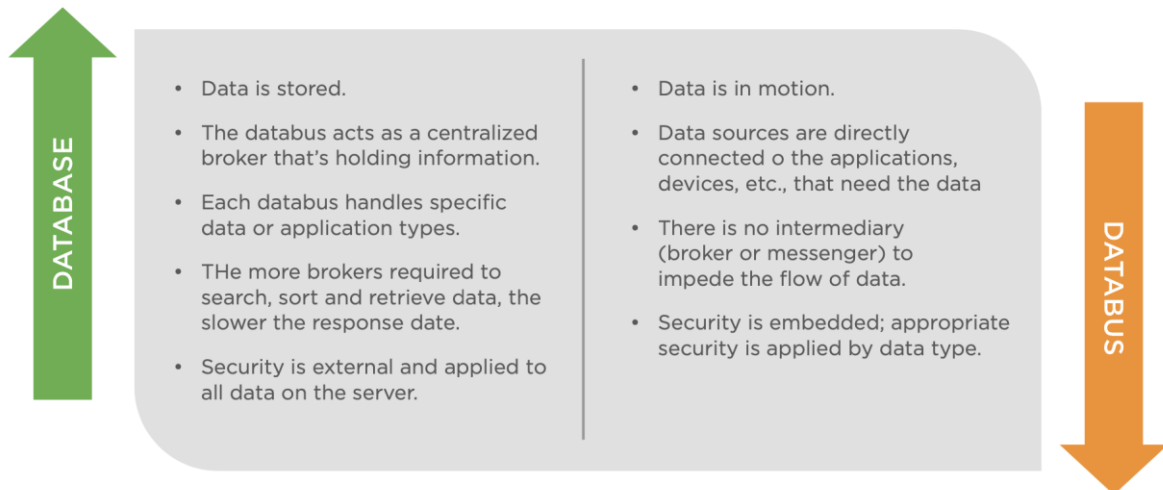 DATABASE
• Data is stored.
• The databus acts as a centralized
broker that's holding information.
• Each databus handles specific
data or application types.
• THe more brokers required to
search, sort and retrieve data, the
slower the response date.
• Security is external and applied to
all data on the server.
• Data is in motion.
• Data sources are directly
connected o the applications,
devices, etc., that need the data
• There is no intermediary
(broker or messenger) to
impede the flow of data.
• Security is embedded; appropriate
security is applied by data type.
DATABUS